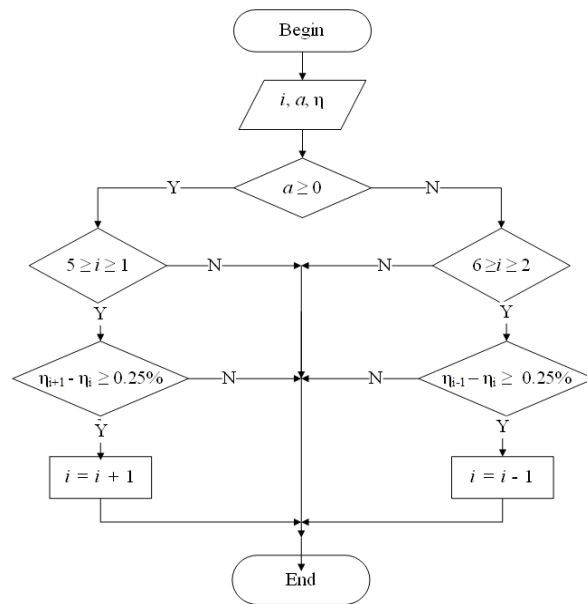 Begin
i, a, η
a ≥ 0
Y
N
5 ≥ i ≥ 1
N
N
6 ≥i ≥ 2
Y
Y
ηi+1 - ηi ≥ 0.25%
N
N
ηi-1 – ηi ≥ 0.25%
Y
Y
i = i + 1
i = i - 1
End